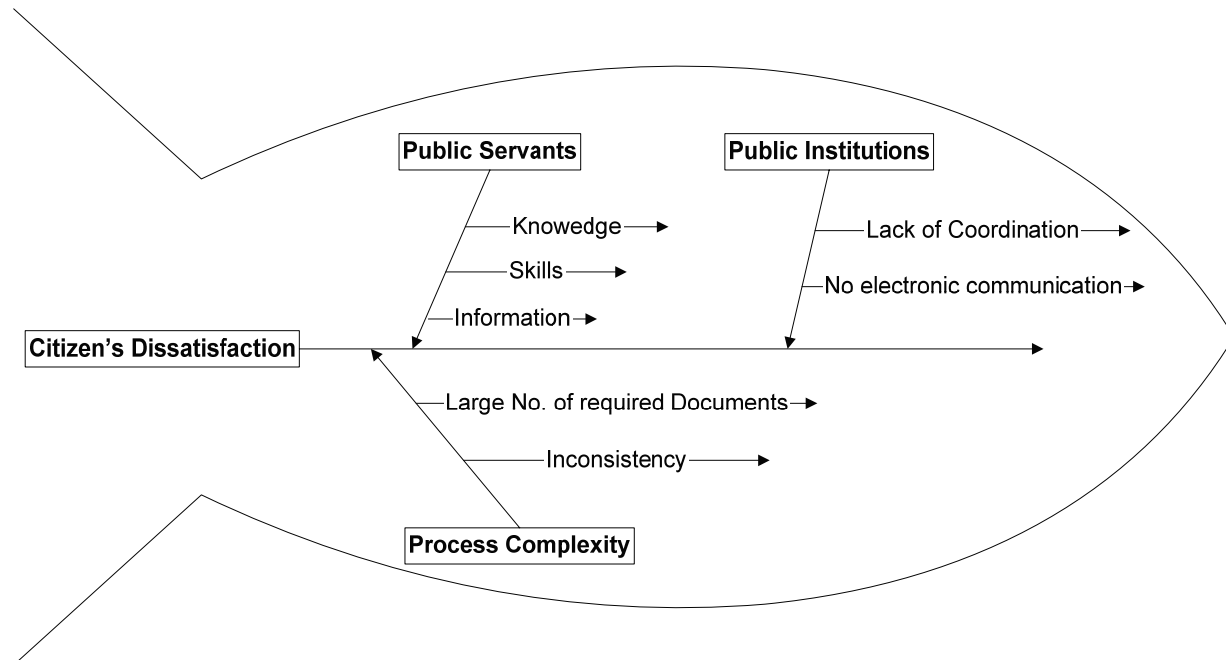 Public Servants
Public Institutions
Knowedge
Lack of Coordination
Skills
No electronic communication
Information
Citizen’s Dissatisfaction
Large No. of required Documents
Inconsistency
Process Complexity